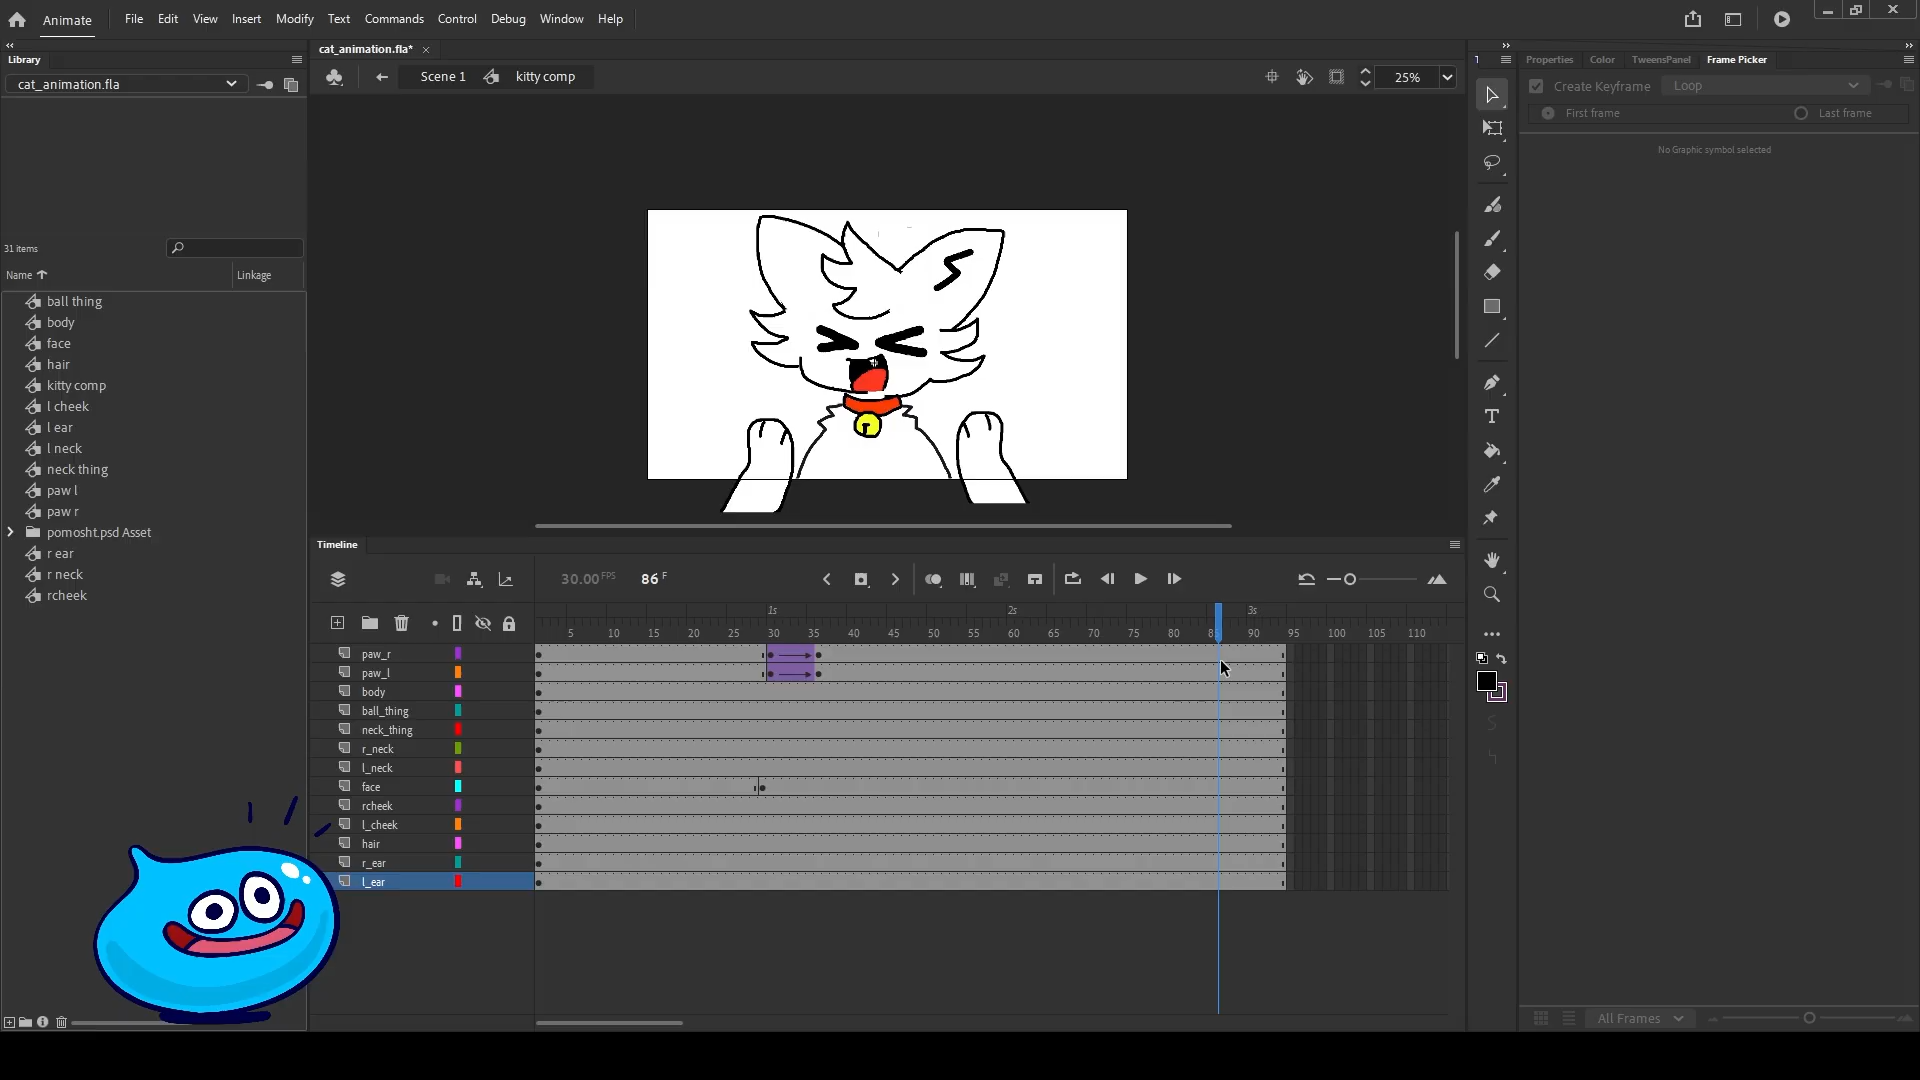 Animate File Edit View Insert Modify Text Commands Control Debug Window Help
Library
cat_animation.fla
31 items
Name Linkage
ball thing
body
face
hair
kitty comp
l cheek
l ear
l neck
neck thing
paw l
paw r
pomosht.psd Asset
r ear
r neck
rcheek
cat_animation.fla*
Scene 1 kitty comp 25%
Timeline
30.00 FPS 86 F
1s 2s 3s
5 10 15 20 25 30 35 40 45 50 55 60 65 70 75 80 90 95 100 105 110
paw_r
paw_l
body
ball_thing
neck_thing
r_neck
l_neck
face
rcheek
l_cheek
hair
r_ear
l_ear
Properties Color TweensPanel Frame Picker
Create Keyframe Loop
First frame Last frame
No Graphic symbol selected
All Frames